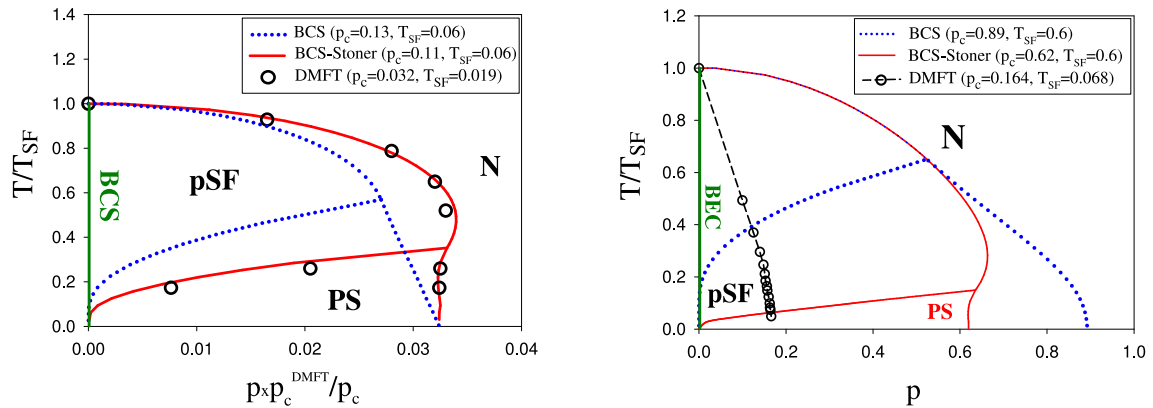 BCS (p_c=0.13, T_SF=0.06)
BCS-Stoner (p_c=0.11, T_SF=0.06)
DMFT (p_c=0.032, T_SF=0.019)
1.4
1.2
1.0
0.8
0.6
0.4
0.2
0.0
T/T_SF
BCS
pSF
N
PS
0.00
0.01
0.02
0.03
0.04
p×p_c^DMFT/p_c
BCS (p_c=0.89, T_SF=0.6)
BCS-Stoner (p_c=0.62, T_SF=0.6)
DMFT (p_c=0.164, T_SF=0.068)
1.2
1.0
0.8
0.6
0.4
0.2
0.0
T/T_SF
BEC
pSF
N
PS
0.0
0.2
0.4
0.6
0.8
1.0
p